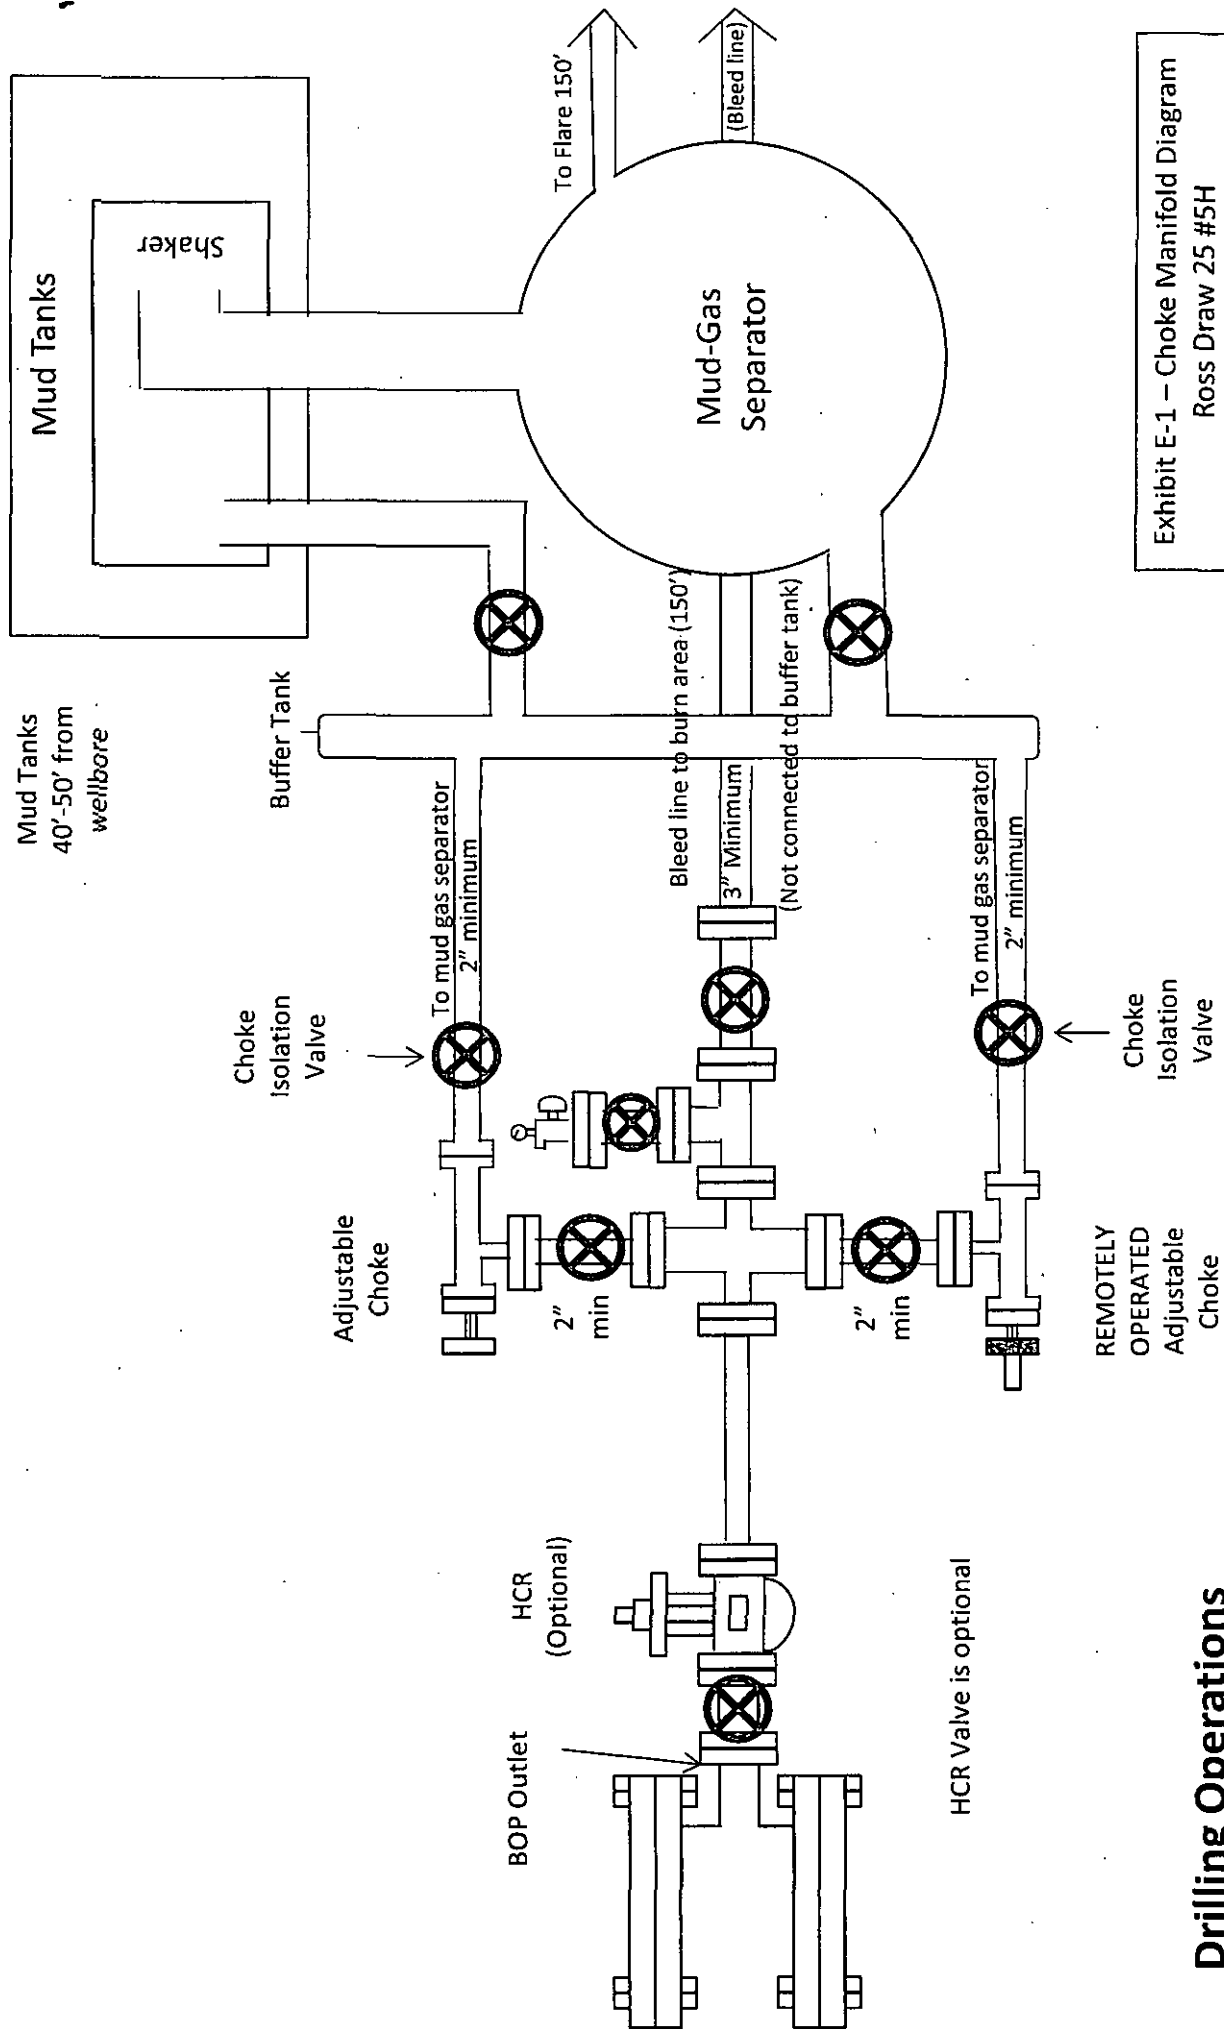 Mud Tanks
40'-50' from
wellbore
Mud Tanks
Shaker
Buffer Tank
To Flare 150'
(Bleed line)
Mud-Gas
Separator
Choke
Isolation
Valve
To mud gas separator
2" minimum
Bleed line to burn area (150')
3" Minimum
(Not connected to buffer tank)
Adjustable
Choke
2"
min
2"
min
To mud gas separator
2" minimum
Choke
Isolation
Valve
REMOTELY
OPERATED
Adjustable
Choke
HCR
(Optional)
BOP Outlet
HCR Valve is optional
Drilling Operations
Exhibit E-1 – Choke Manifold Diagram
Ross Draw 25 #5H